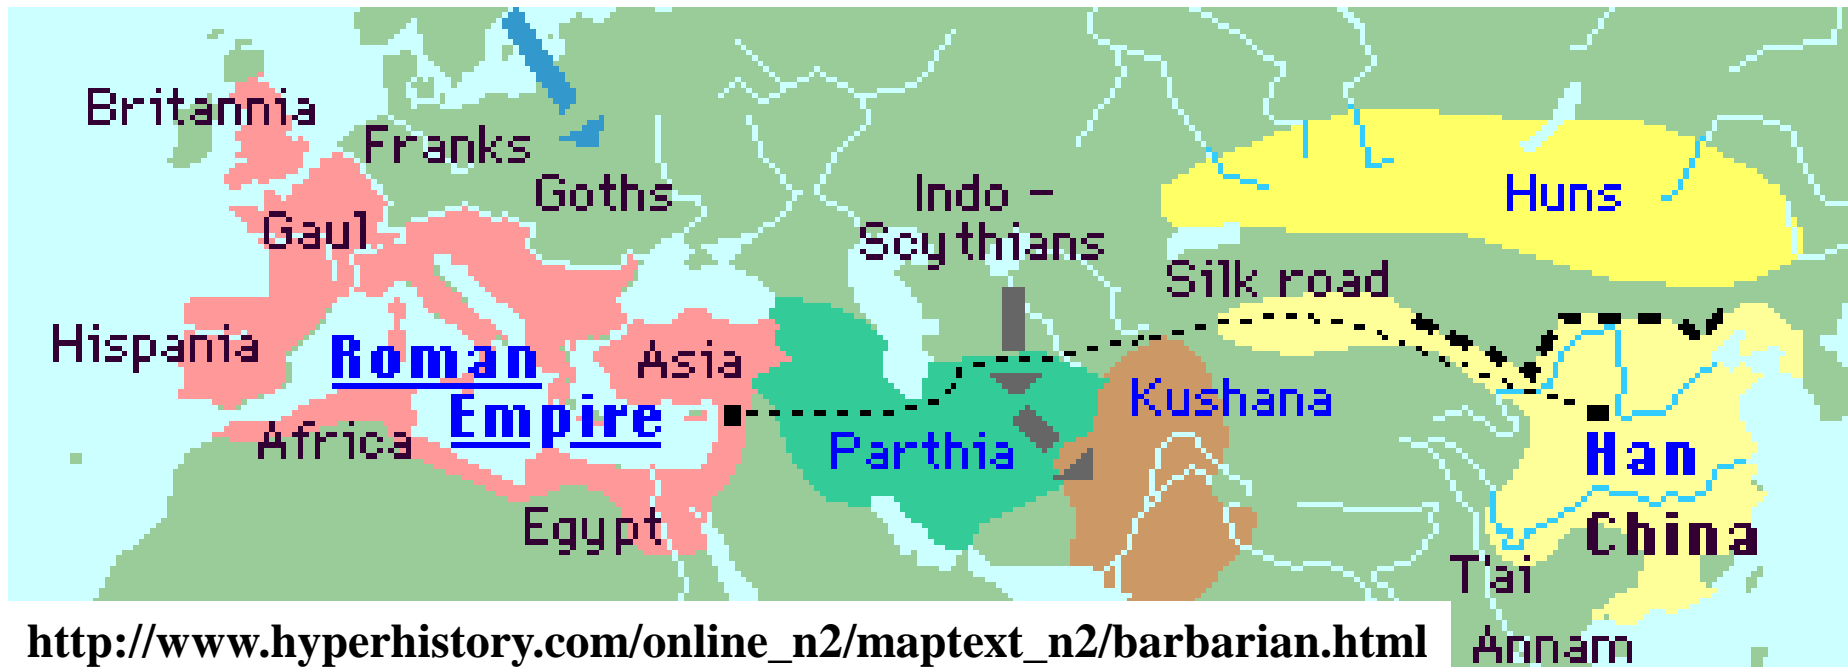 Britannia
Franks
Goths
Indo -
Scythians
Huns
Gaul
Silk road
Hispania
Roman
Empire
Asia
Kushana
Africa
Parthia
Han
China
Egypt
T'ai
Annam
http://www.hyperhistory.com/online_n2/maptext_n2/barbarian.html